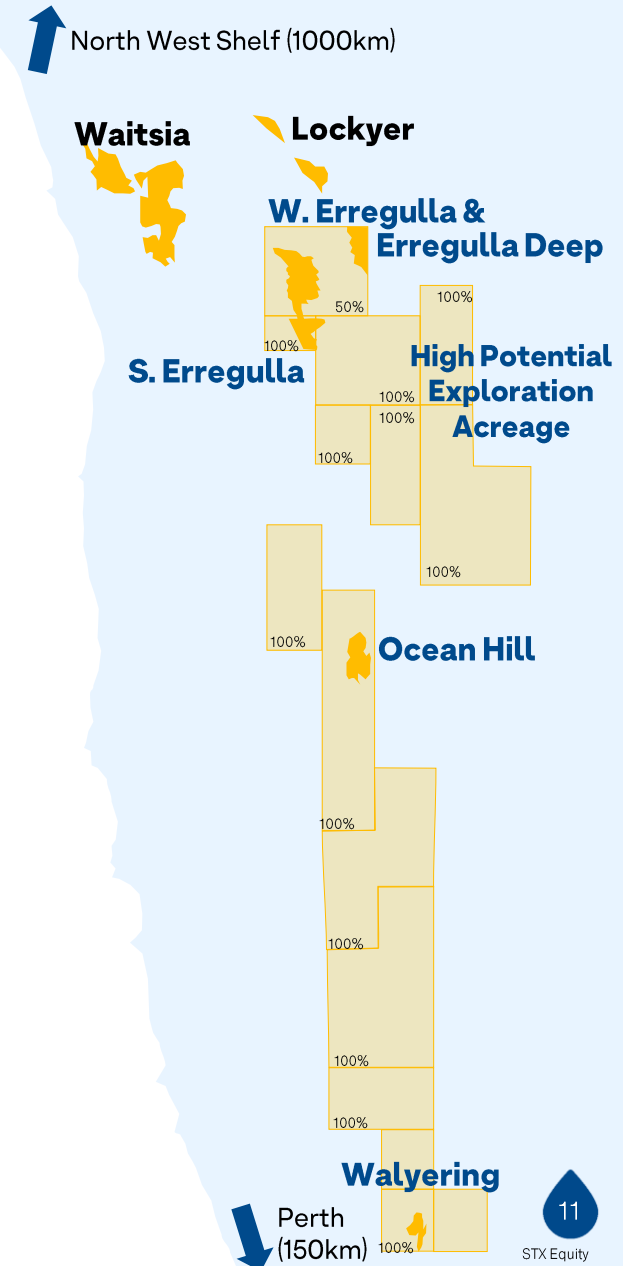 North West Shelf (1000km)
Waitsia
Lockyer
W. Erregulla &
Erregulla Deep
50%
100%
100%
S. Erregulla
High Potential
Exploration
Acreage
100%
100%
100%
100%
100%
Ocean Hill
100%
100%
100%
100%
Walyering
Perth
(150km)
100%
11
STX Equity